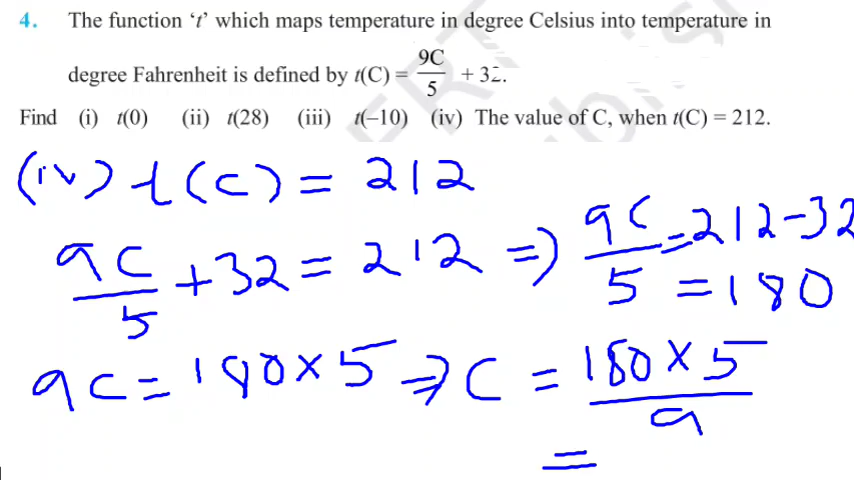 4. The function ‘t’ which maps temperature in degree Celsius into temperature in
degree Fahrenheit is defined by t(C) = 9C/5 + 32.
Find (i) t(0) (ii) t(28) (iii) t(–10) (iv) The value of C, when t(C) = 212.
(iv) t(C) = 212
9C/5 + 32 = 212 ⇒ 9C/5 = 212 - 32
= 180
9C = 180 × 5 ⇒ C = 180 × 5 / 9
=